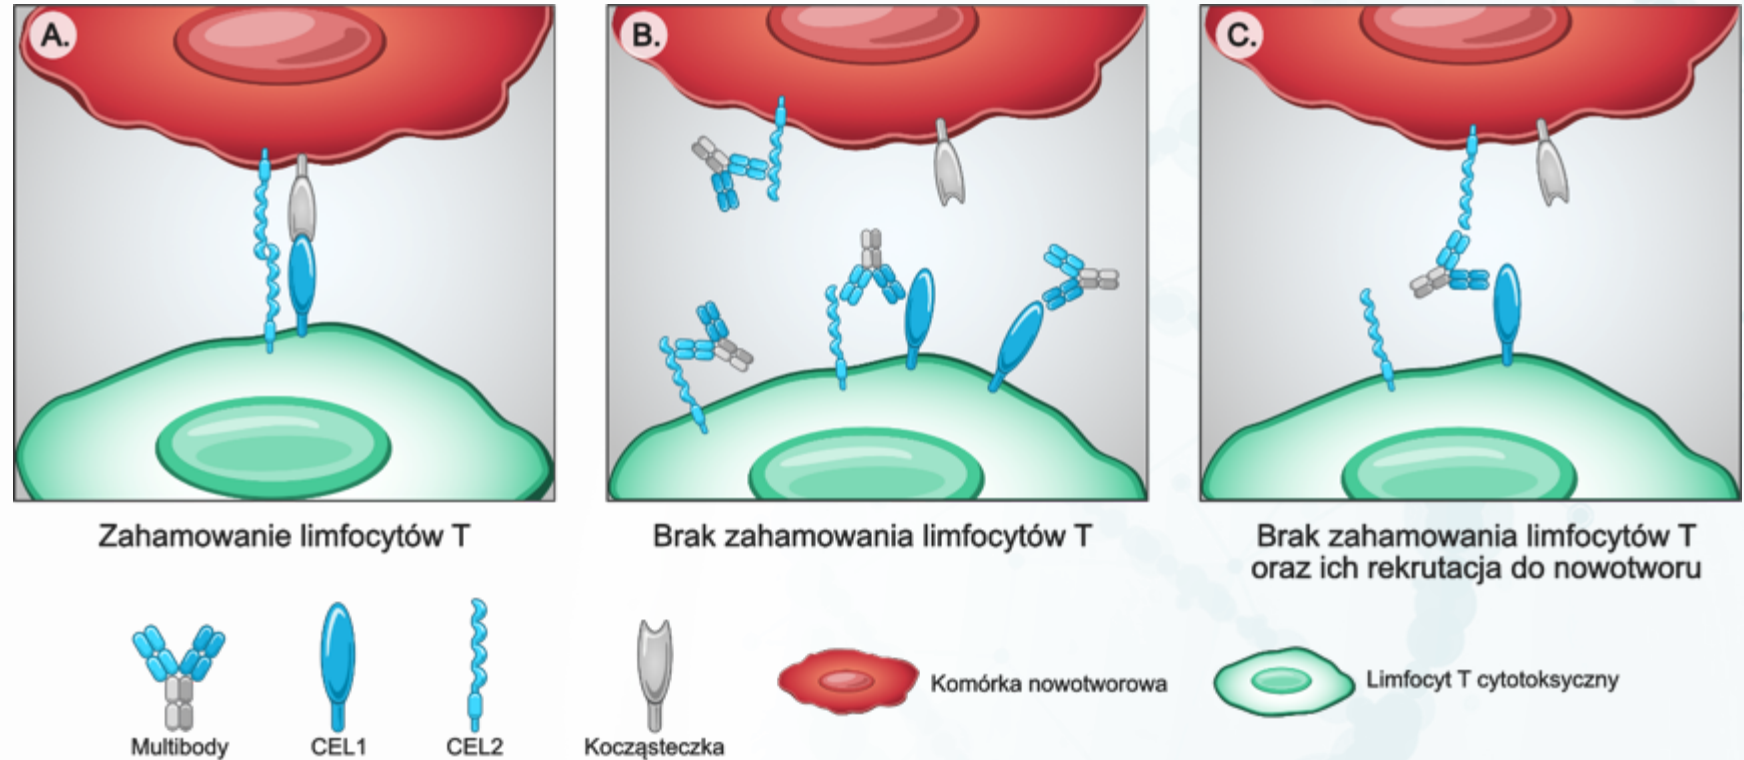 A.
B.
C.
Zahamowanie limfocytów T
Brak zahamowania limfocytów T
Brak zahamowania limfocytów T
oraz ich rekrutacja do nowotworu
Multibody
CEL1
CEL2
Kocząsteczka
Komórka nowotworowa
Limfocyt T cytotoksyczny